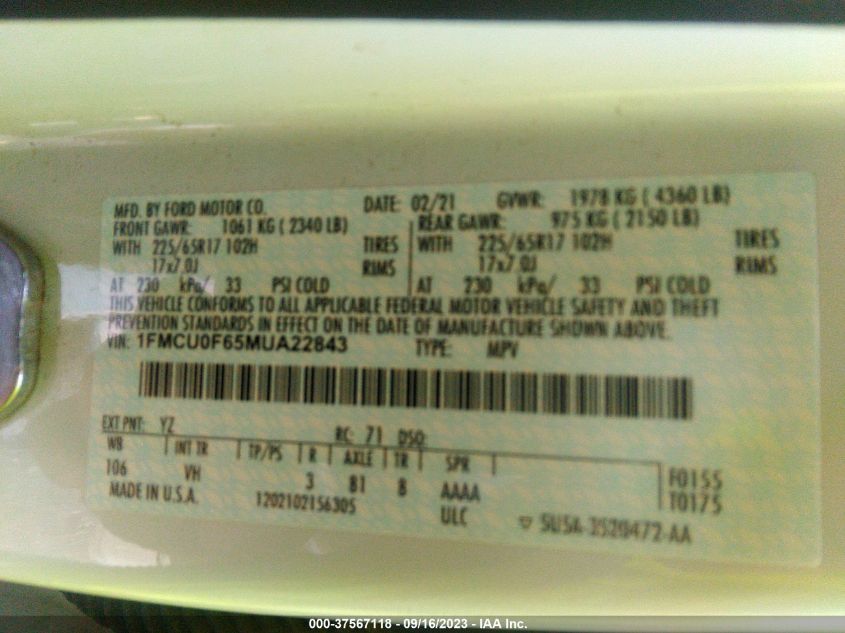 MFD. BY FORD MOTOR CO. DATE: 02/21 GVWR: 1978 KG ( 4360 LB)
FRONT GAWR: 1061 KG ( 2340 LB) REAR GAWR: 975 KG ( 2150 LB)
WITH 225/65R17 102H TIRES WITH 225/65R17 102H TIRES
17x7.0J RIMS 17x7.0J RIMS
AT 230 kPa/ 33 PSI COLD AT 230 kPa/ 33 PSI COLD
THIS VEHICLE CONFORMS TO ALL APPLICABLE FEDERAL MOTOR VEHICLE SAFETY AND THEFT
PREVENTION STANDARDS IN EFFECT ON THE DATE OF MANUFACTURE SHOWN ABOVE.
VIN: 1FMCU0F65MUA22843 TYPE: MPV
EXT PNT: YZ RC: 71 DSO:
WB INT TR TP/PS R AXLE TR SPR
106 VH 3 81 8 AAAA F0155
MADE IN U.S.A. 1202102156305 ULC T0175
5U5A-3520472-AA
000-37567118 - 09/16/2023 - IAA Inc.